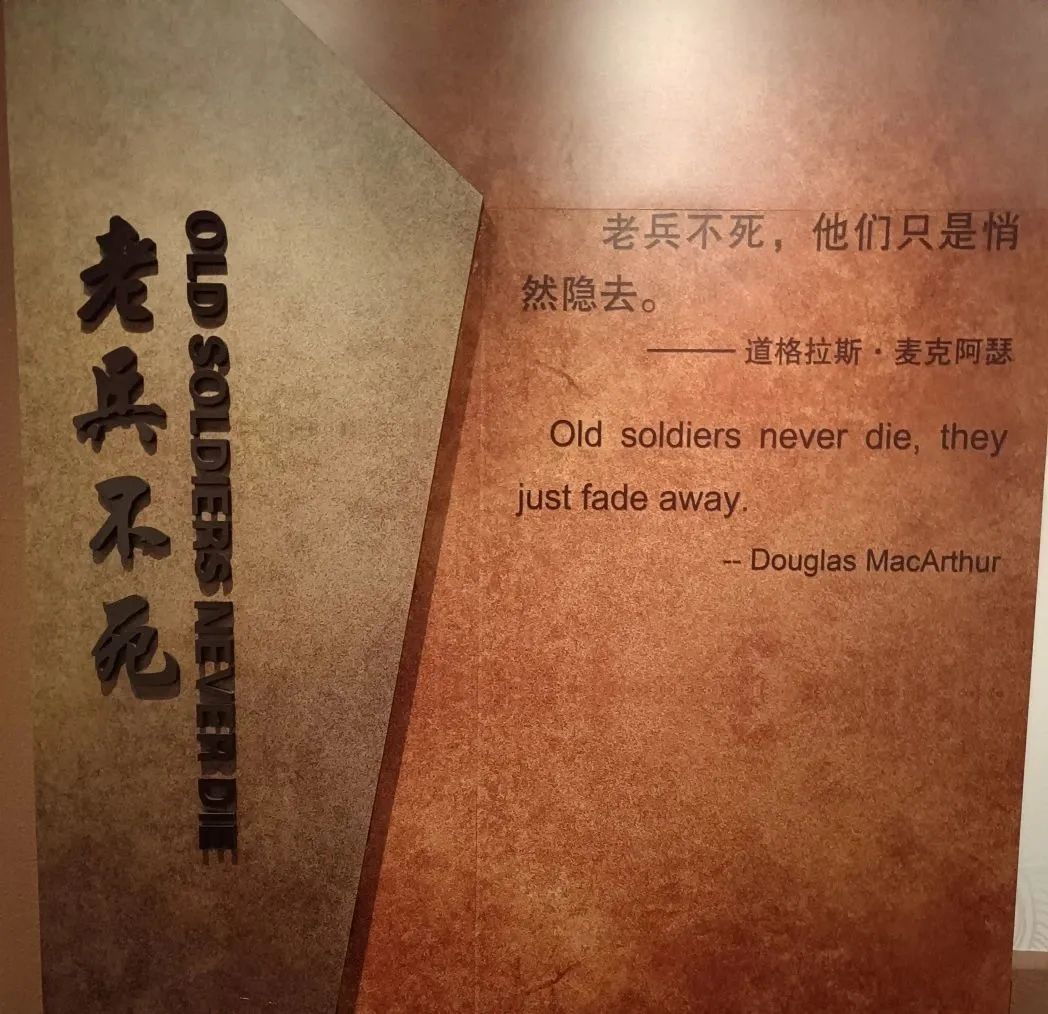 老兵不死
OLD SOLDIERS NEVER DIE
老兵不死，他们只是悄
然隐去。
——道格拉斯·麦克阿瑟
Old soldiers never die, they
just fade away.
-- Douglas MacArthur